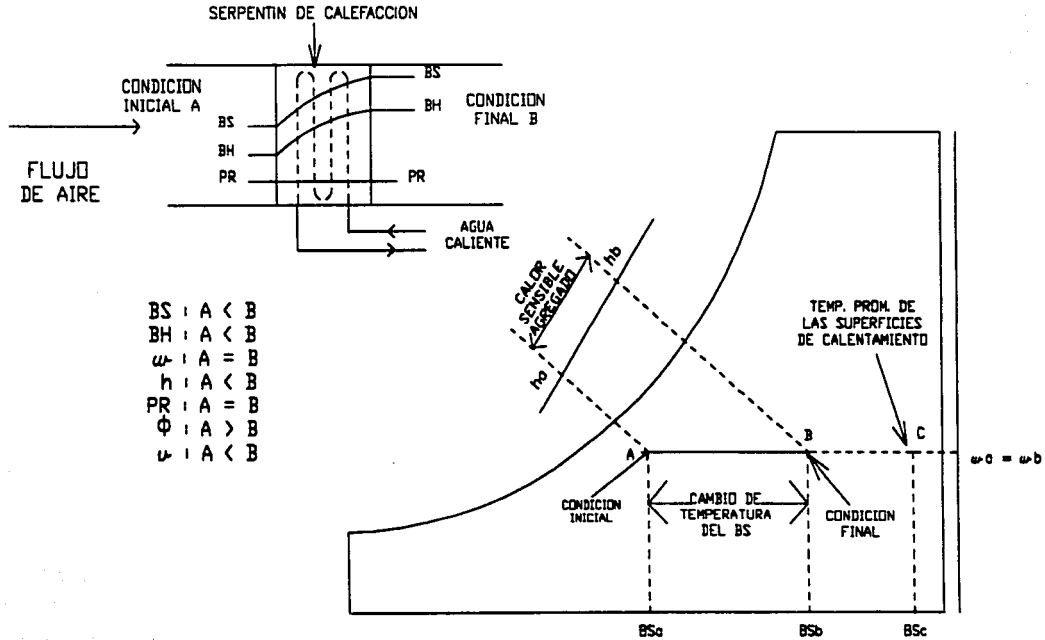 SERPENTIN DE CALEFACCION
CONDICION
INICIAL A
BS
BH
PR
BS
BH
PR
CONDICION
FINAL B
FLUJO
DE AIRE
AGUA
CALIENTE
BS : A < B
BH : A < B
ω : A = B
h : A < B
PR : A = B
Φ : A > B
υ : A < B
CALOR
SENSIBLE
AGREGADO
ha
hb
TEMP. PROM. DE
LAS SUPERFICIES
DE CALENTAMIENTO
A
B
C
ωa = ωb
CONDICION
INICIAL
CAMBIO DE
TEMPERATURA
DEL BS
CONDICION
FINAL
BSa
BSb
BSc